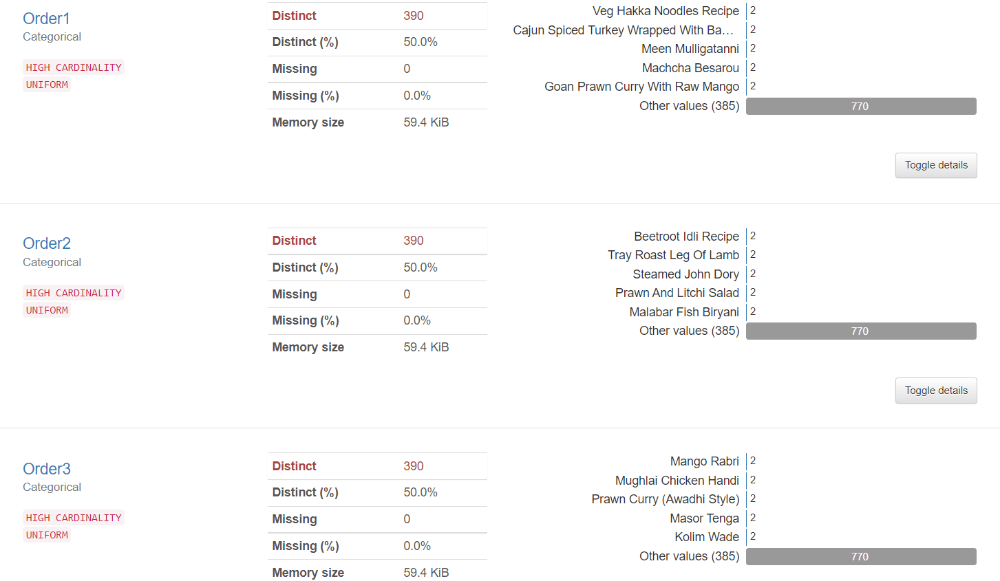 Order1
Categorical
HIGH CARDINALITY
UNIFORM
Distinct 390
Distinct (%) 50.0%
Missing 0
Missing (%) 0.0%
Memory size 59.4 KiB
Veg Hakka Noodles Recipe 2
Cajun Spiced Turkey Wrapped With Ba... 2
Meen Mulligatanni 2
Machcha Besarou 2
Goan Prawn Curry With Raw Mango 2
Other values (385) 770
Toggle details
Order2
Categorical
HIGH CARDINALITY
UNIFORM
Distinct 390
Distinct (%) 50.0%
Missing 0
Missing (%) 0.0%
Memory size 59.4 KiB
Beetroot Idli Recipe 2
Tray Roast Leg Of Lamb 2
Steamed John Dory 2
Prawn And Litchi Salad 2
Malabar Fish Biryani 2
Other values (385) 770
Toggle details
Order3
Categorical
HIGH CARDINALITY
UNIFORM
Distinct 390
Distinct (%) 50.0%
Missing 0
Missing (%) 0.0%
Memory size 59.4 KiB
Mango Rabri 2
Mughlai Chicken Handi 2
Prawn Curry (Awadhi Style) 2
Masor Tenga 2
Kolim Wade 2
Other values (385) 770